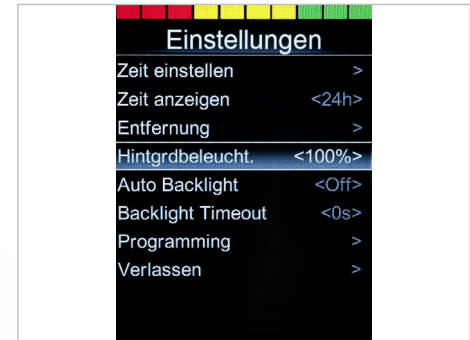 Einstellungen
Zeit einstellen >
Zeit anzeigen <24h>
Entfernung >
Hintgrdbeleucht. <100%>
Auto Backlight <Off>
Backlight Timeout <0s>
Programming >
Verlassen >